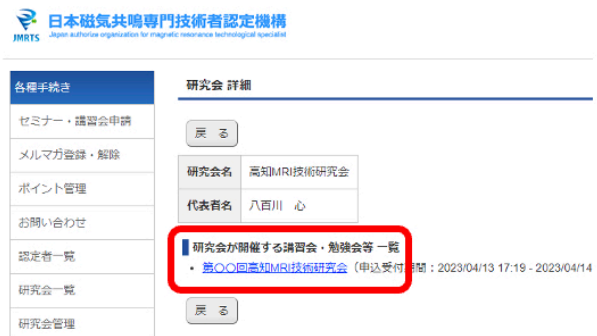 日本磁気共鳴専門技術者認定機構
JMRTS
Japan authorize organization for magnetic resonance technological specialist
各種手続き
セミナー・講習会申請
メルマガ登録・解除
ポイント管理
お問い合わせ
認定者一覧
研究会一覧
研究会管理
研究会 詳細
戻 る
研究会名 高知MRI技術研究会
代表者名 八百川 心
研究会が開催する講習会・勉強会等 一覧
・ 第〇〇回高知MRI技術研究会 (申込受付期間：2023/04/13 17:19 - 2023/04/14
戻 る